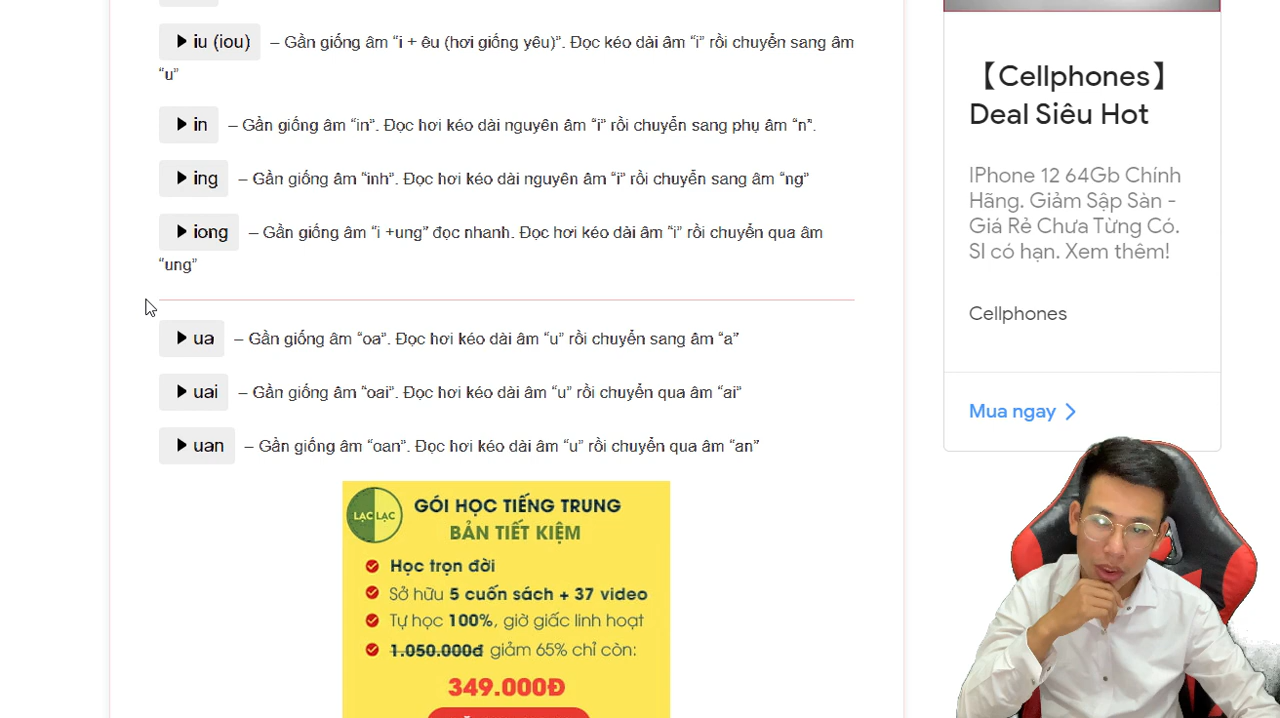 iu (iou) – Gần giống âm “i + êu (hơi giống yêu)”. Đọc kéo dài âm “i” rồi chuyển sang âm
“u”
in – Gần giống âm “in”. Đọc hơi kéo dài nguyên âm “i” rồi chuyển sang phụ âm “n”.
ing – Gần giống âm “inh”. Đọc hơi kéo dài nguyên âm “i” rồi chuyển sang âm “ng”
iong – Gần giống âm “i +ung” đọc nhanh. Đọc hơi kéo dài âm “i” rồi chuyển qua âm
“ung”
ua – Gần giống âm “oa”. Đọc hơi kéo dài âm “u” rồi chuyển sang âm “a”
uai – Gần giống âm “oai”. Đọc hơi kéo dài âm “u” rồi chuyển qua âm “ai”
uan – Gần giống âm “oan”. Đọc hơi kéo dài âm “u” rồi chuyển qua âm “an”
LẠC LẠC
GÓI HỌC TIẾNG TRUNG
BẢN TIẾT KIỆM
Học trọn đời
Sở hữu 5 cuốn sách + 37 video
Tự học 100%, giờ giấc linh hoạt
1.050.000đ giảm 65% chỉ còn:
349.000Đ
【Cellphones】
Deal Siêu Hot
IPhone 12 64Gb Chính
Hãng. Giảm Sập Sàn -
Giá Rẻ Chưa Từng Có.
Sl có hạn. Xem thêm!
Cellphones
Mua ngay